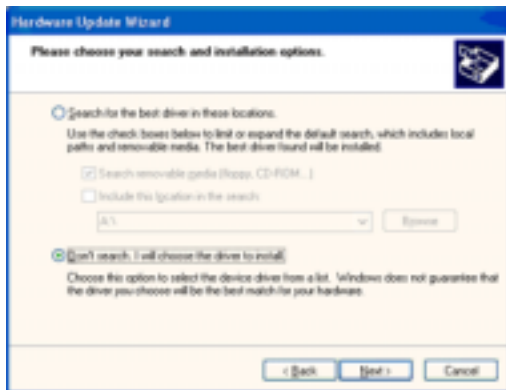 Hardware Update Wizard
Please choose your search and installation options.
Search for the best driver in these locations.
Use the check boxes below to limit or expand the default search, which includes local
paths and removable media. The best driver found will be installed.
Search removable media (floppy, CD-ROM...)
Include this location in the search:
A:\
Browse
Don't search. I will choose the driver to install.
Choose this option to select the device driver from a list. Windows does not guarantee that
the driver you choose will be the best match for your hardware.
< Back Next > Cancel